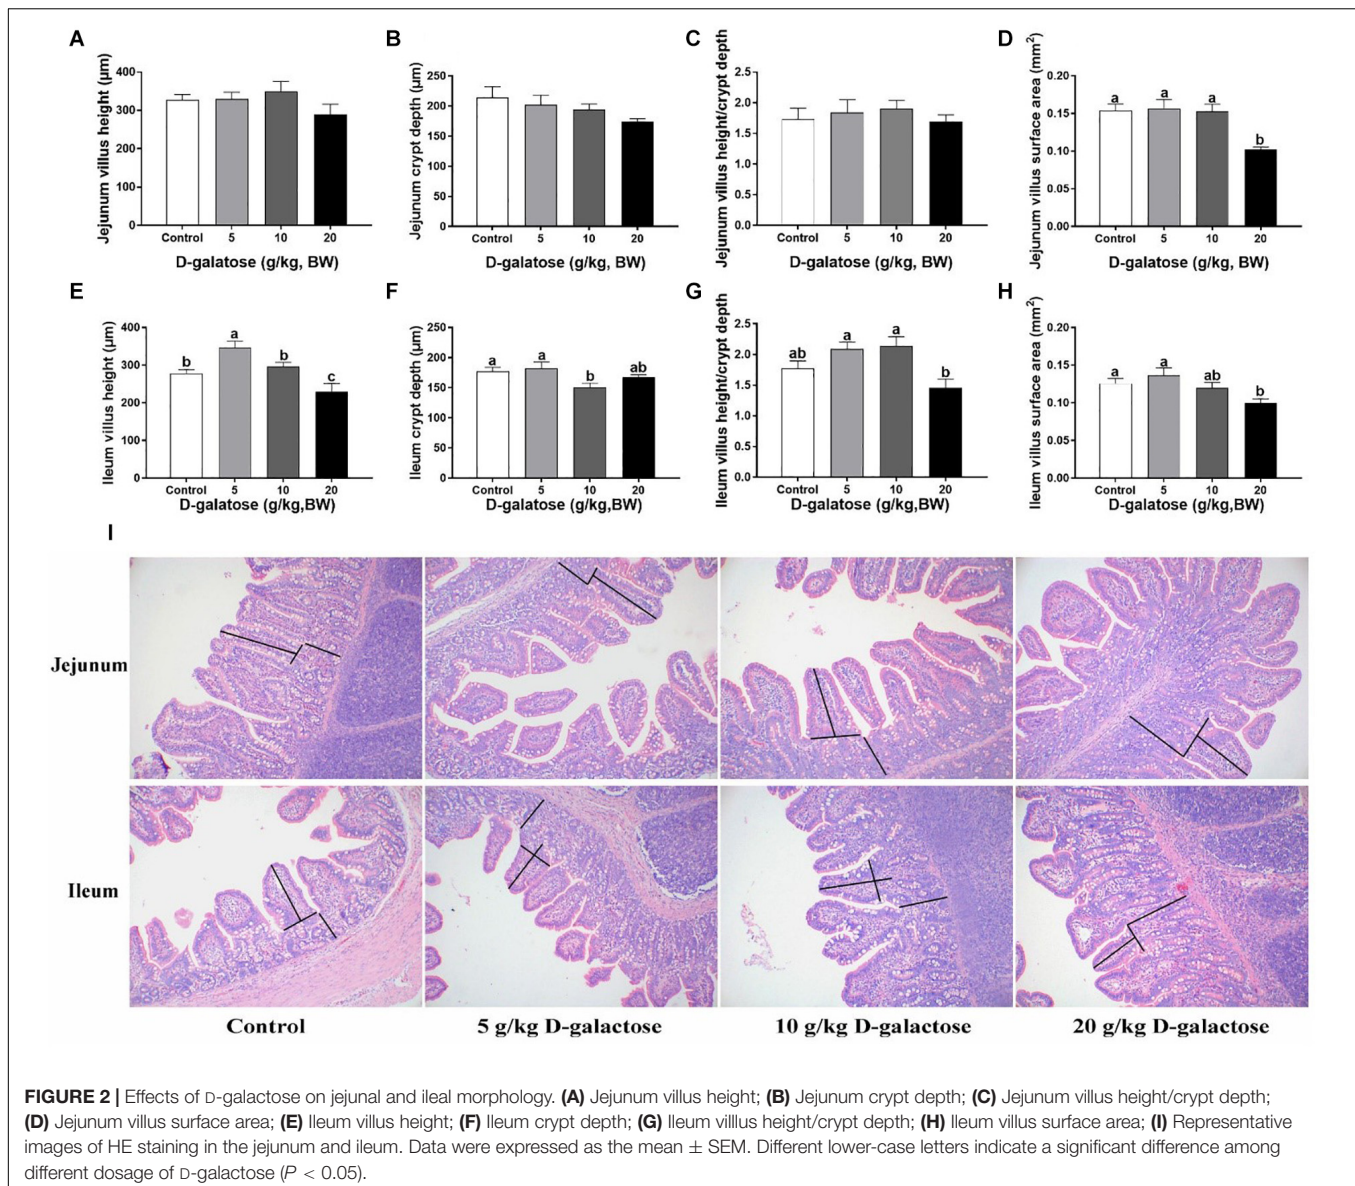 A
Jejunum villus height (μm)
400
300
200
100
0
Control 5 10 20
D-galatose (g/kg, BW)
B
Jejunum crypt depth (μm)
250
200
150
100
50
0
Control 5 10 20
D-galatose (g/kg, BW)
C
Jejunum villus height/crypt depth
2.5
2.0
1.5
1.0
0.5
0.0
Control 5 10 20
D-galatose (g/kg, BW)
D
Jejunum villus surface area (mm²)
0.20
0.15
0.10
0.05
0.00
a a a b
Control 5 10 20
D-galatose (g/kg, BW)
E
Ileum villus height (μm)
400
300
200
100
0
b a b c
Control 5 10 20
D-galatose (g/kg,BW)
F
Ileum crypt depth (μm)
250
200
150
100
50
0
a a b ab
Control 5 10 20
D-galatose (g/kg,BW)
G
Ileum villus height/crypt depth
2.5
2.0
1.5
1.0
0.5
0.0
ab a a b
Control 5 10 20
D-galatose (g/kg,BW)
H
Ileum villus surface area (mm²)
0.20
0.15
0.10
0.05
0.00
a a ab b
Control 5 10 20
D-galatose (g/kg,BW)
I
Jejunum
Ileum
Control 5 g/kg D-galactose 10 g/kg D-galactose 20 g/kg D-galactose
FIGURE 2 | Effects of D-galactose on jejunal and ileal morphology. (A) Jejunum villus height; (B) Jejunum crypt depth; (C) Jejunum villus height/crypt depth;
(D) Jejunum villus surface area; (E) Ileum villus height; (F) Ileum crypt depth; (G) Ileum villlus height/crypt depth; (H) Ileum villus surface area; (I) Representative
images of HE staining in the jejunum and ileum. Data were expressed as the mean ± SEM. Different lower-case letters indicate a significant difference among
different dosage of D-galactose (P < 0.05).